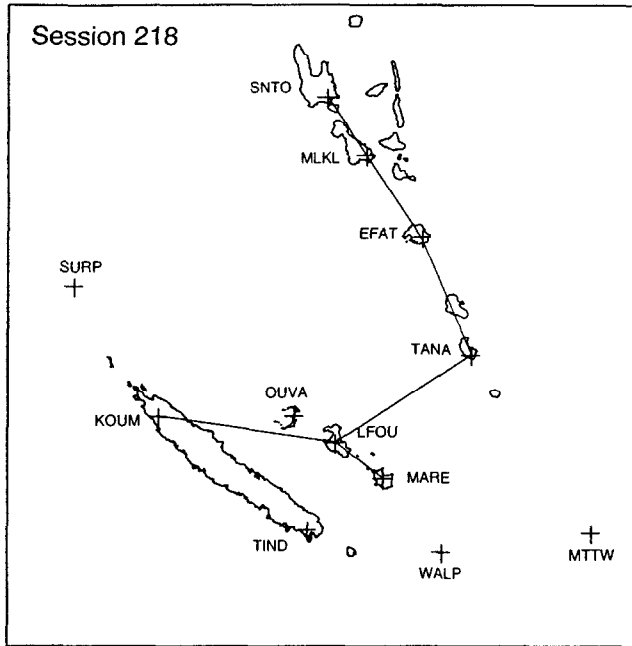 Session 218
SNTO
MLKL
EFAT
SURP
TANA
OUVA
KOUM
LFOU
MARE
TIND
WALP
MTTW